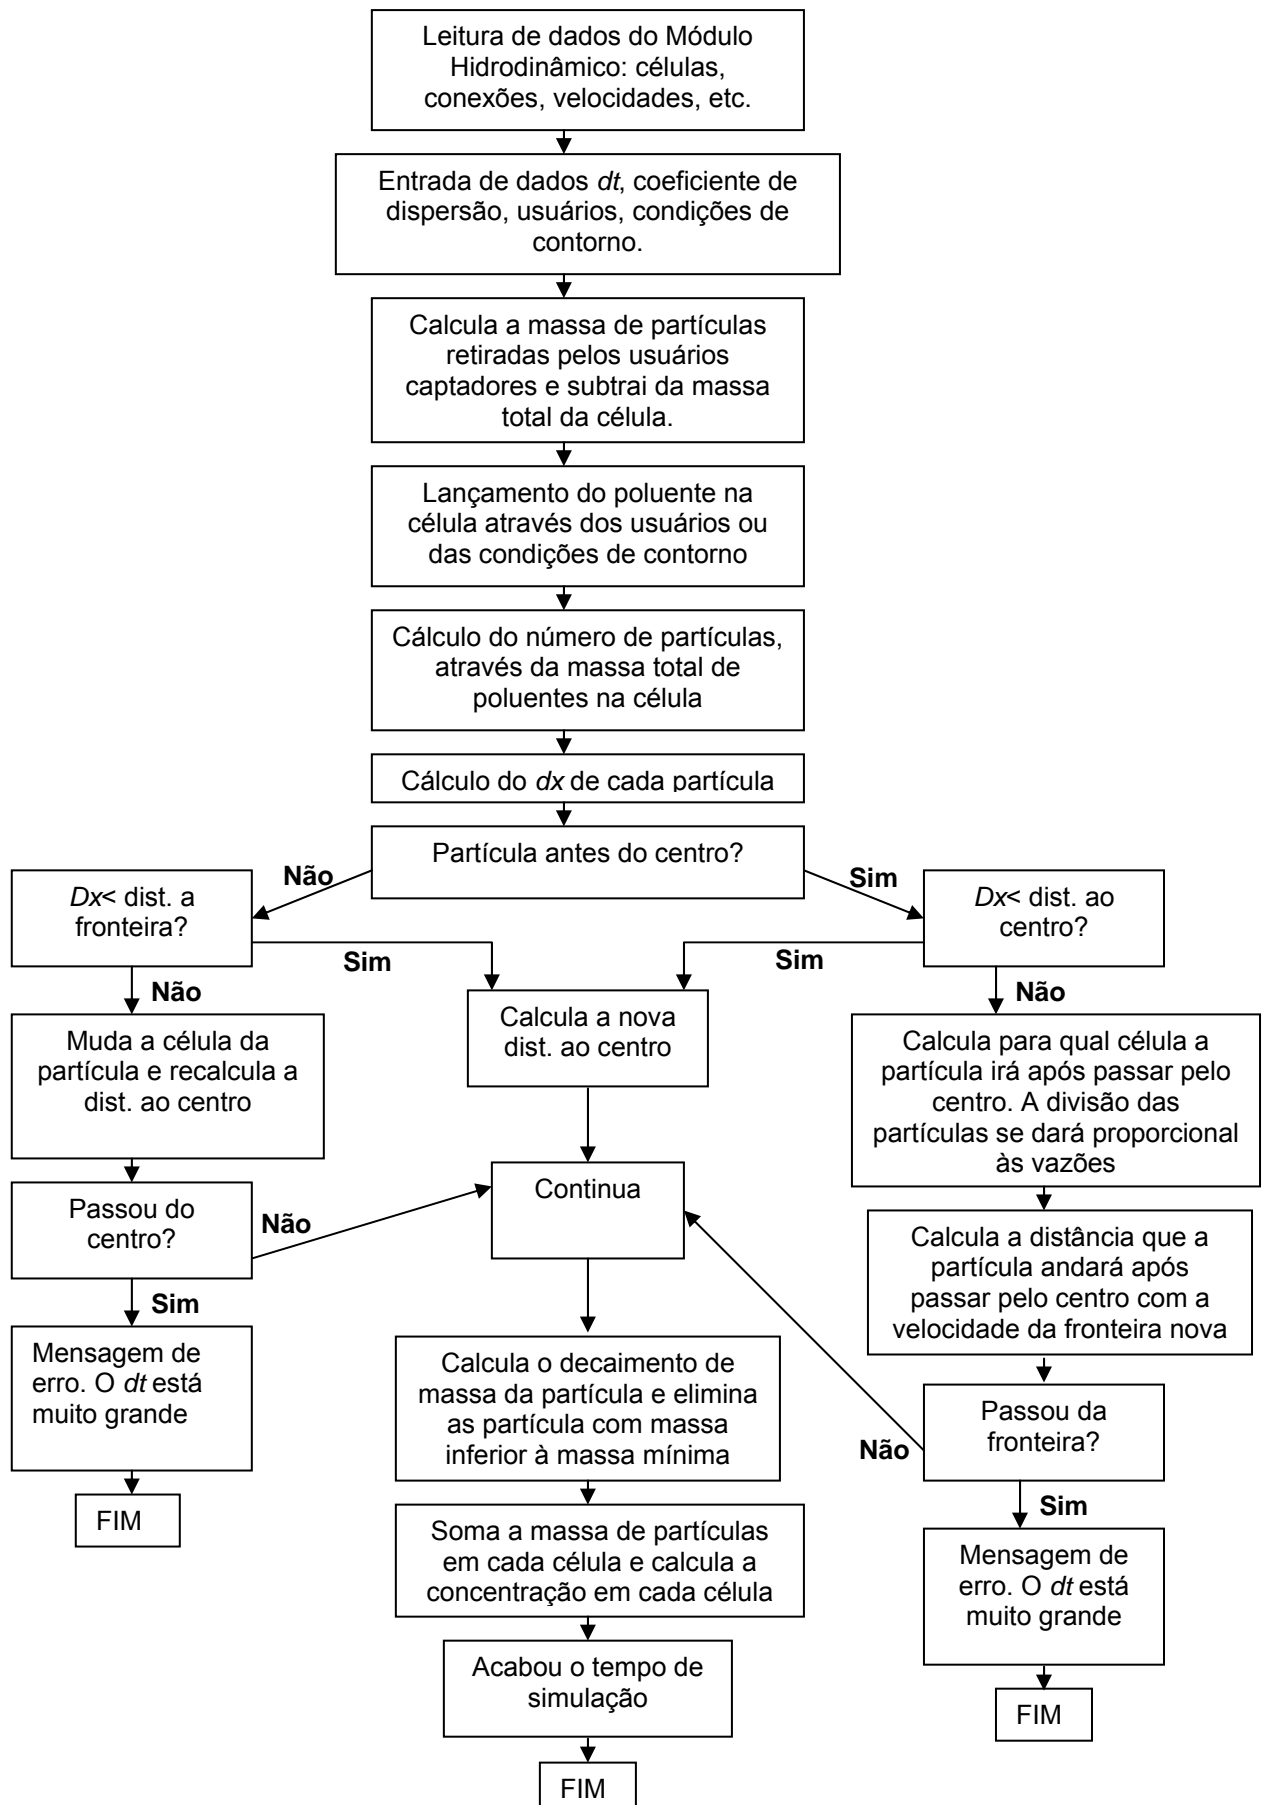 Leitura de dados do Módulo
Hidrodinâmico: células,
conexões, velocidades, etc.
Entrada de dados dt, coeficiente de
dispersão, usuários, condições de
contorno.
Calcula a massa de partículas
retiradas pelos usuários
captadores e subtrai da massa
total da célula.
Lançamento do poluente na
célula através dos usuários ou
das condições de contorno
Cálculo do número de partículas,
através da massa total de
poluentes na célula
Cálculo do dx de cada partícula
Partícula antes do centro?
Não
Sim
Dx< dist. a
fronteira?
Sim
Não
Dx< dist. ao
centro?
Sim
Não
Muda a célula da
partícula e recalcula a
dist. ao centro
Calcula a nova
dist. ao centro
Calcula para qual célula a
partícula irá após passar pelo
centro. A divisão das
partículas se dará proporcional
às vazões
Passou do
centro?
Não
Sim
Continua
Calcula a distância que a
partícula andará após
passar pelo centro com a
velocidade da fronteira nova
Mensagem de
erro. O dt está
muito grande
FIM
Calcula o decaimento de
massa da partícula e elimina
as partícula com massa
inferior à massa mínima
Passou da
fronteira?
Não
Sim
Soma a massa de partículas
em cada célula e calcula a
concentração em cada célula
Mensagem de
erro. O dt está
muito grande
FIM
Acabou o tempo de
simulação
FIM